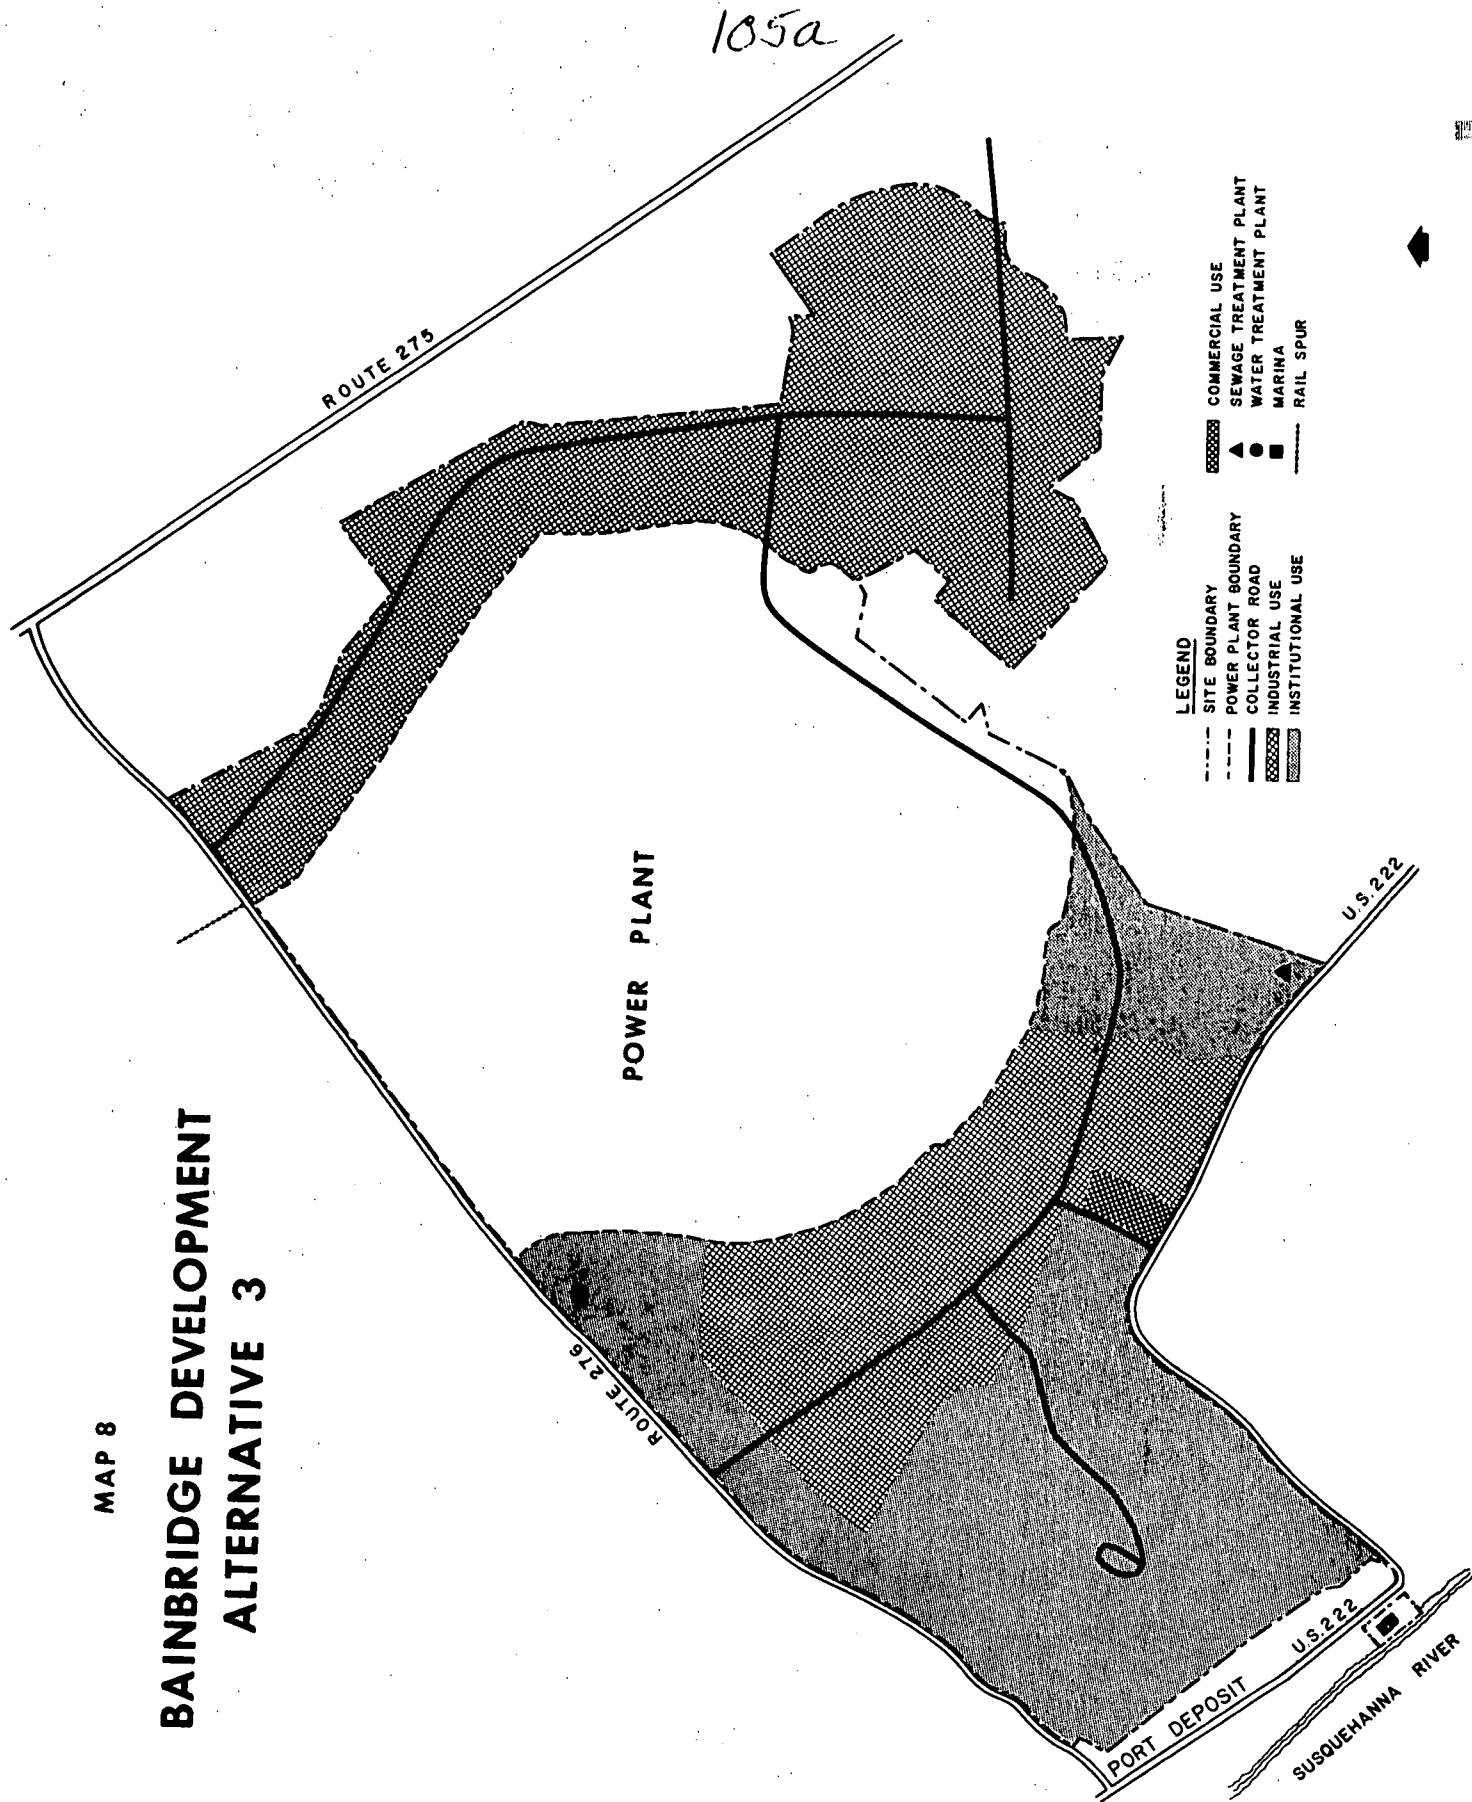 105a
MAP 8
BAINBRIDGE DEVELOPMENT
ALTERNATIVE 3
ROUTE 275
POWER PLANT
ROUTE 276
U.S. 222
PORT DEPOSIT
U.S. 222
SUSQUEHANNA RIVER
LEGEND
SITE BOUNDARY
POWER PLANT BOUNDARY
COLLECTOR ROAD
INDUSTRIAL USE
INSTITUTIONAL USE
COMMERCIAL USE
SEWAGE TREATMENT PLANT
WATER TREATMENT PLANT
MARINA
RAIL SPUR